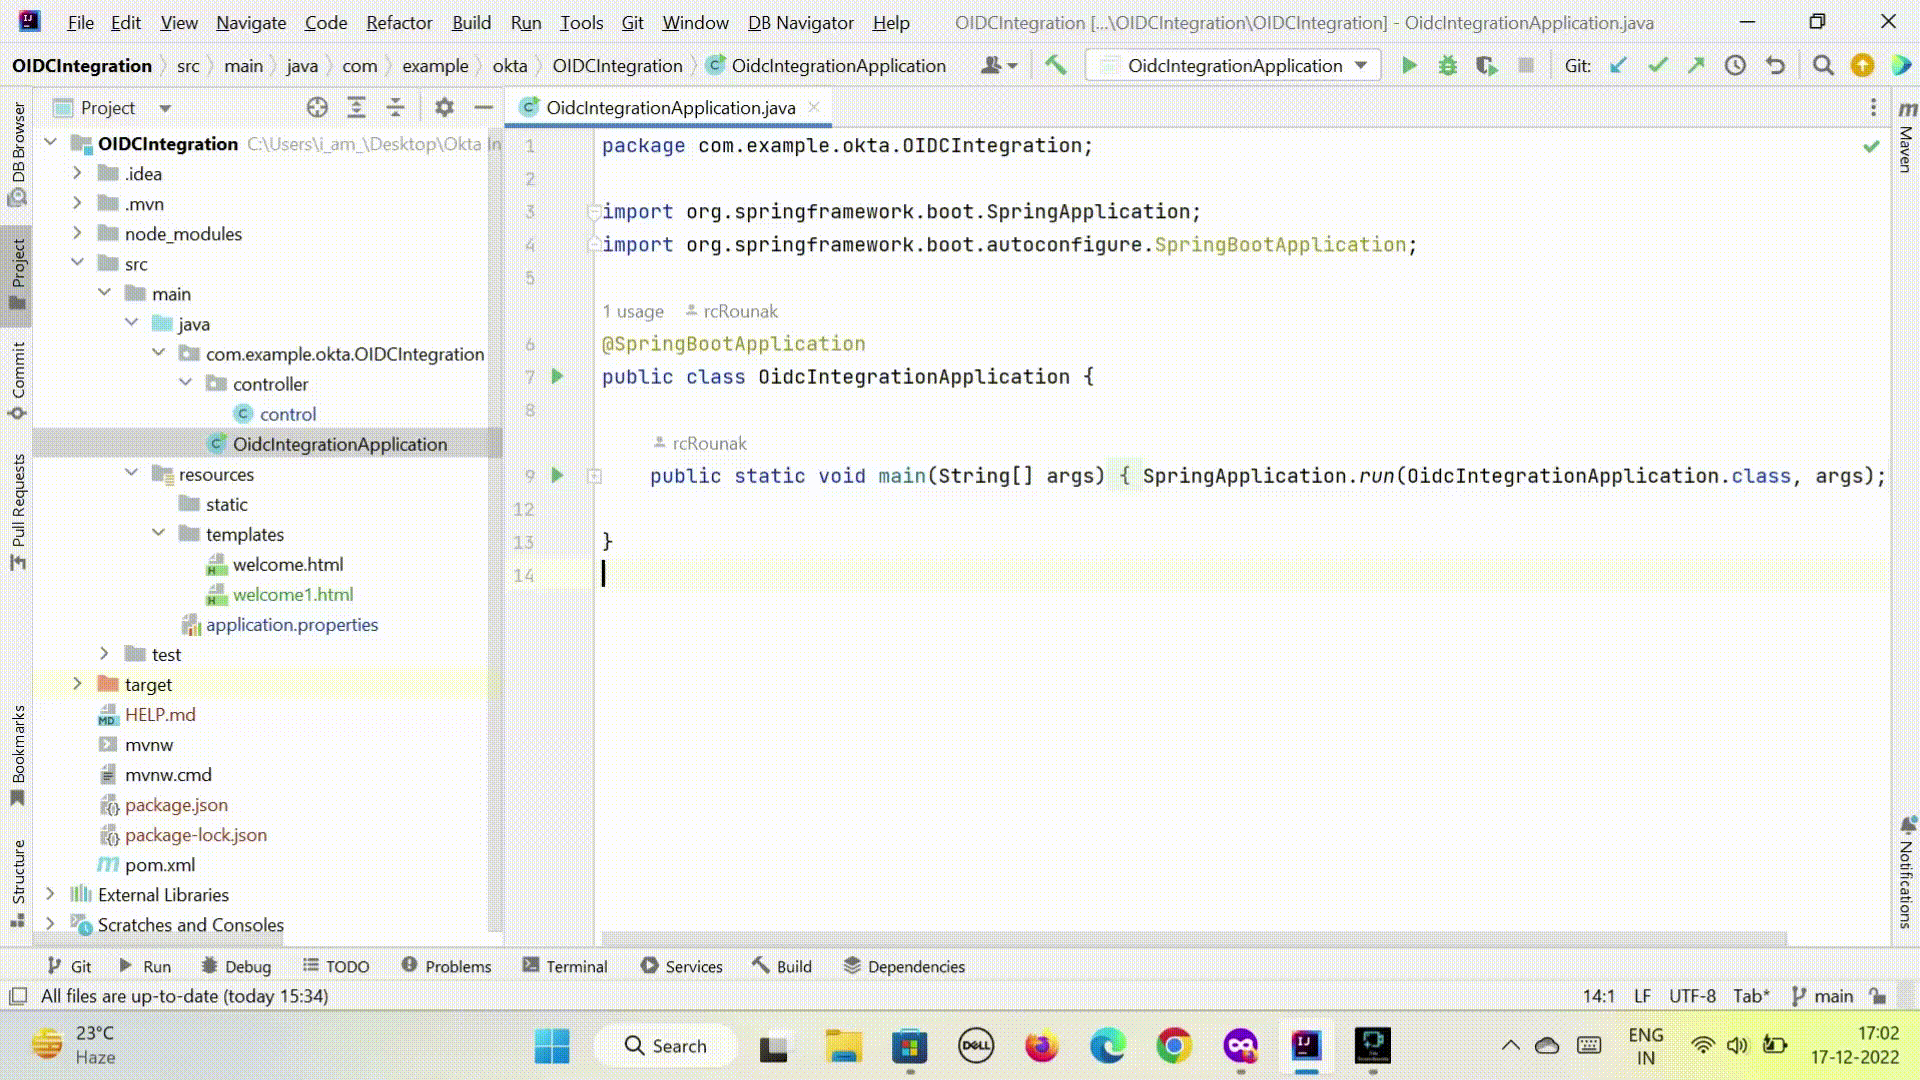 File Edit View Navigate Code Refactor Build Run Tools Git Window DB Navigator Help OIDCIntegration [...\OIDCIntegration\OIDCIntegration] - OidcIntegrationApplication.java
OIDCIntegration src main java com example okta OIDCIntegration OidcIntegrationApplication OidcIntegrationApplication Git:
Project
OidcIntegrationApplication.java
DB Browser
Project
Commit
Pull Requests
Bookmarks
Structure
OIDCIntegration C:\Users\i_am_\Desktop\Okta In
.idea
.mvn
node_modules
src
main
java
com.example.okta.OIDCIntegration
controller
control
OidcIntegrationApplication
resources
static
templates
welcome.html
welcome1.html
application.properties
test
target
HELP.md
mvnw
mvnw.cmd
package.json
package-lock.json
pom.xml
External Libraries
Scratches and Consoles
1 package com.example.okta.OIDCIntegration;
2
3 import org.springframework.boot.SpringApplication;
4 import org.springframework.boot.autoconfigure.SpringBootApplication;
5
1 usage rcRounak
6 @SpringBootApplication
7 public class OidcIntegrationApplication {
8
rcRounak
9 public static void main(String[] args) { SpringApplication.run(OidcIntegrationApplication.class, args);
12
13 }
14
Maven
Notifications
Git Run Debug TODO Problems Terminal Services Build Dependencies
All files are up-to-date (today 15:34) 14:1 LF UTF-8 Tab* main
23°C
Haze
Search
DELL
ENG
IN
17:02
17-12-2022